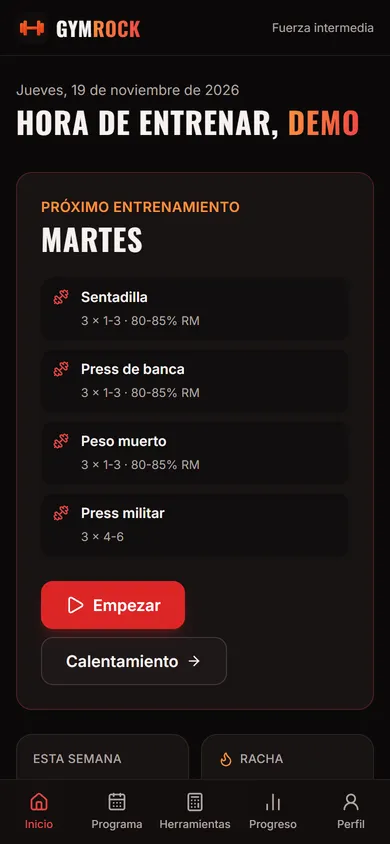 GYMROCK
Fuerza intermedia
Jueves, 19 de noviembre de 2026
HORA DE ENTRENAR, DEMO
PRÓXIMO ENTRENAMIENTO
MARTES
Sentadilla
3 × 1-3 · 80-85% RM
Press de banca
3 × 1-3 · 80-85% RM
Peso muerto
3 × 1-3 · 80-85% RM
Press militar
3 × 4-6
Empezar
Calentamiento →
ESTA SEMANA
RACHA
Inicio
Programa
Herramientas
Progreso
Perfil